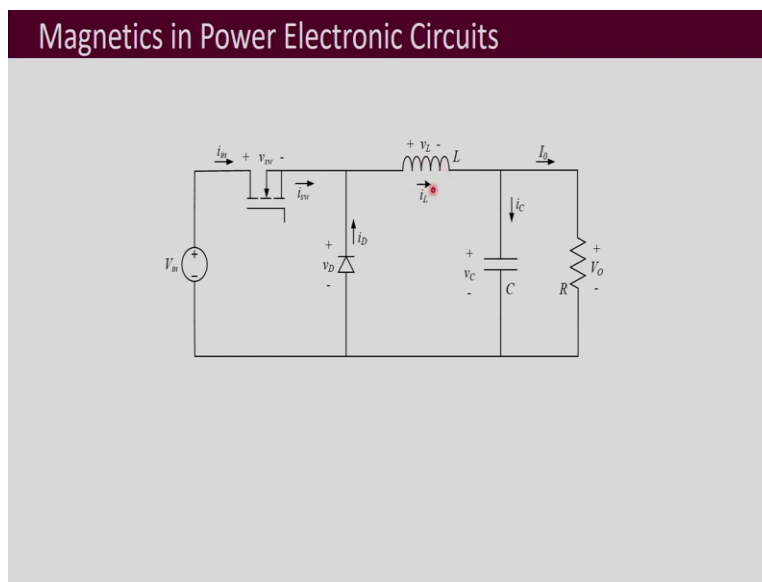 Magnetics in Power Electronic Circuits
+ v_L - L
i_in + v_sw - I_0
i_sw i_L i_C
+ i_D + +
V_in + - v_D v_C V_O
- - C R -